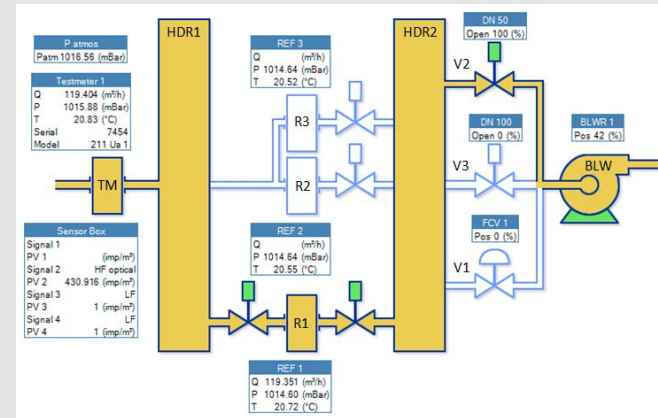 P atmos
Patm 1016.56 (mBar)
Testmeter 1
Q 119.404 (m³/h)
P 1015.88 (mBar)
T 20.83 (°C)
Serial 7454
Model 211 Ua 1
TM
Sensor Box
Signal 1
PV 1 (imp/m³)
Signal 2 HF optical
PV 2 430.916 (imp/m³)
Signal 3 LF
PV 3 1 (imp/m³)
Signal 4 LF
PV 4 1 (imp/m³)
HDR1
REF 3
Q (m³/h)
P 1014.64 (mBar)
T 20.52 (°C)
R3
R2
REF 2
Q (m³/h)
P 1014.64 (mBar)
T 20.55 (°C)
R1
REF 1
Q 119.351 (m³/h)
P 1014.60 (mBar)
T 20.72 (°C)
HDR2
DN 50
Open 100 (%)
V2
DN 100
Open 0 (%)
V3
FCV 1
Pos 0 (%)
V1
BLWR 1
Pos 42 (%)
BLW